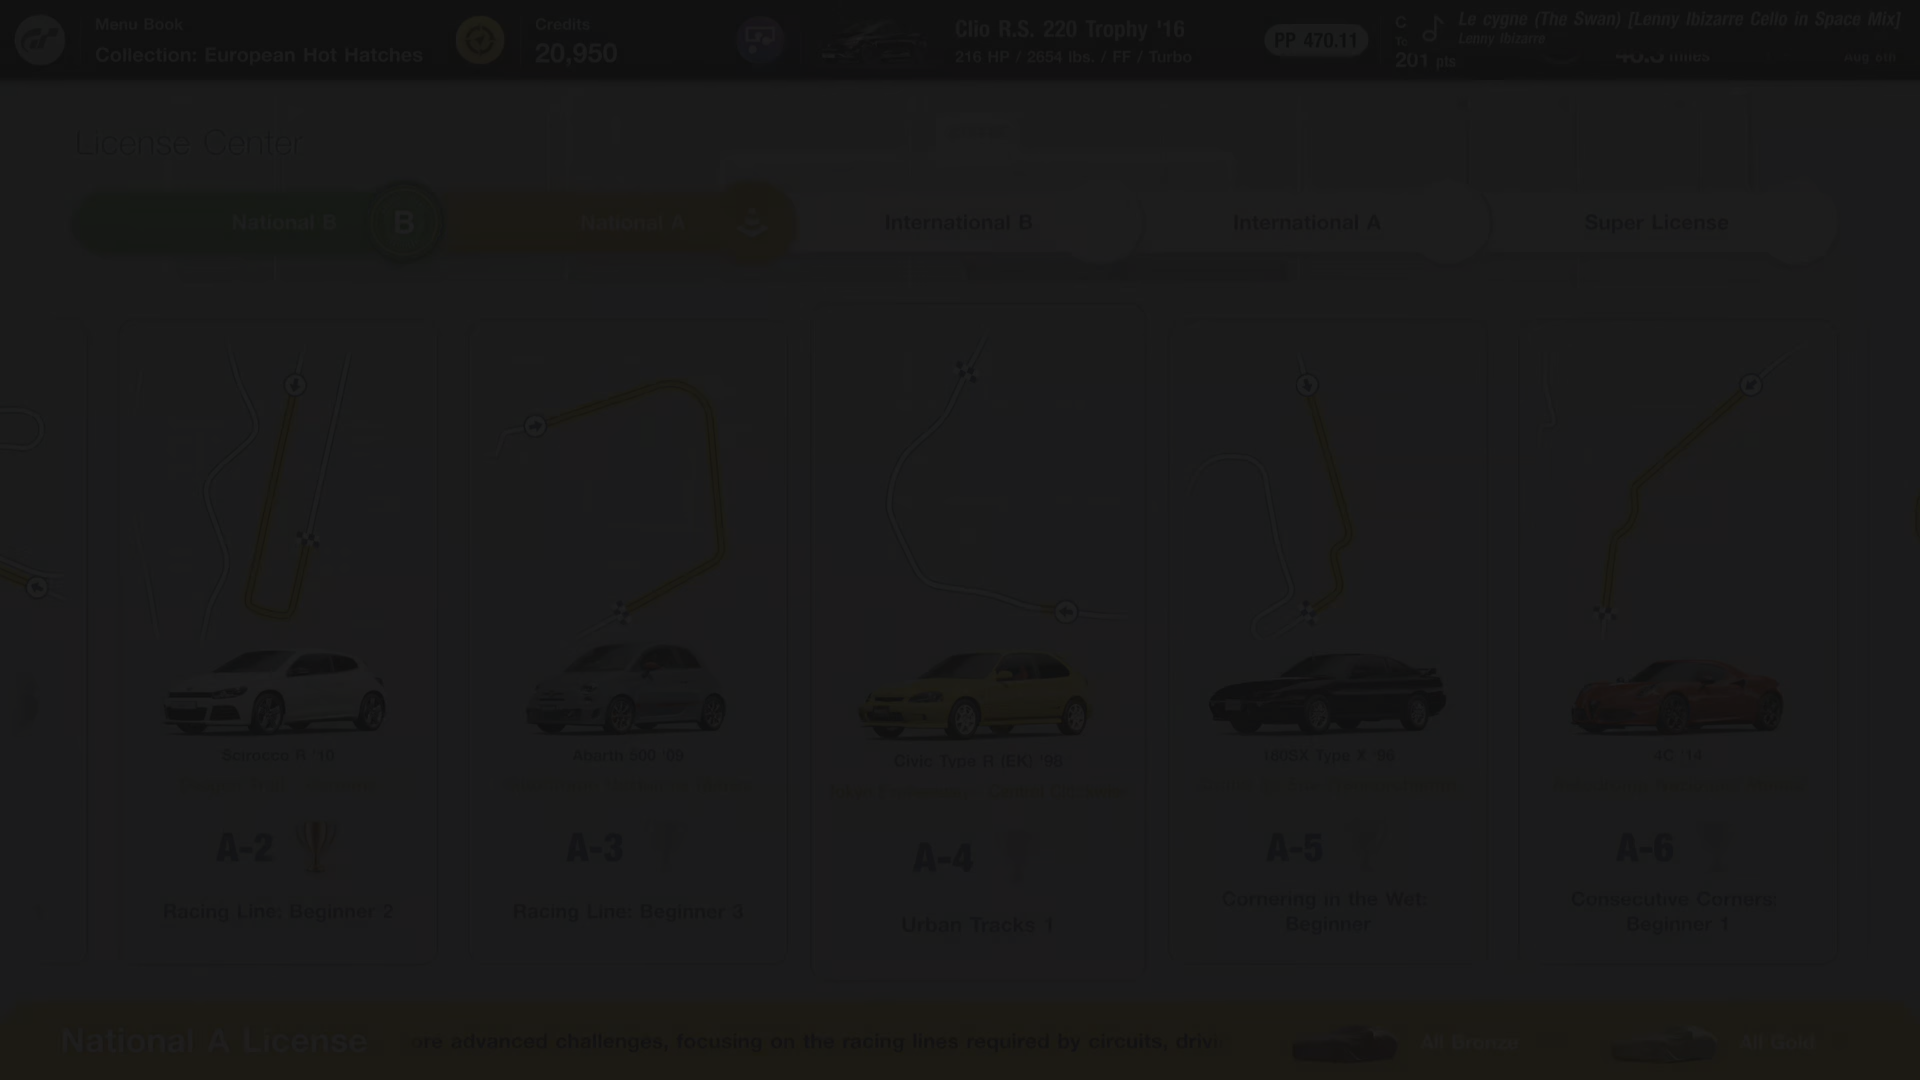 Menu Book
Collection: European Hot Hatches
Credits
20,950
Clio R.S. 220 Trophy '16
216 HP / 2654 lbs. / FF / Turbo
PP 470.11
201 pts
Le cygne (The Swan) [Lenny Ibizarre Cello in Space Mix]
Lenny Ibizarre
miles
License Center
National B
B
National A
International B
International A
Super License
Scirocco R '10
A-2
Racing Line: Beginner 2
Abarth 500 '09
A-3
Racing Line: Beginner 3
Civic Type R (EK) '98
A-4
Urban Tracks 1
180SX Type X '96
A-5
Cornering in the Wet:
Beginner
4C '14
A-6
Consecutive Corners:
Beginner 1
National A License
ore advanced challenges, focusing on the racing lines required by circuits, drivi
All Bronze
All Gold